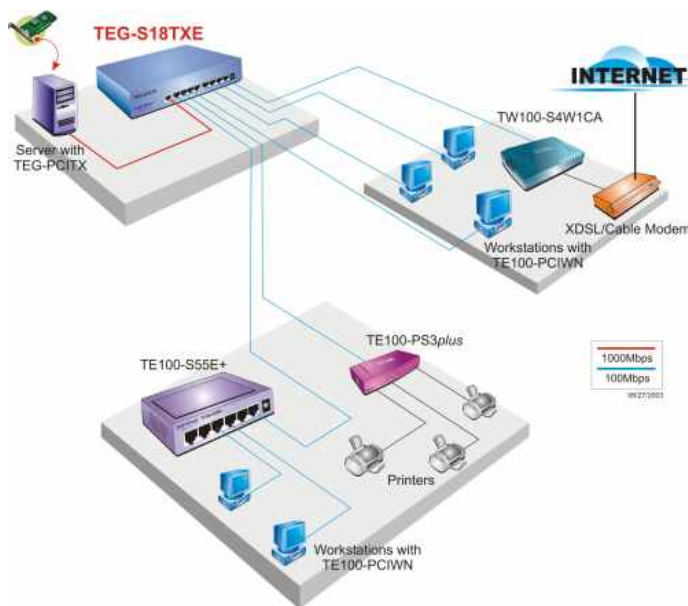 TEG-S18TXE
INTERNET
TW100-S4W1CA
Server with
TEG-PCITX
XDSL/Cable Modem
Workstations with
TE100-PCIWN
TE100-PS3plus
TE100-S55E+
1000Mbps
100Mbps
Printers
Workstations with
TE100-PCIWN